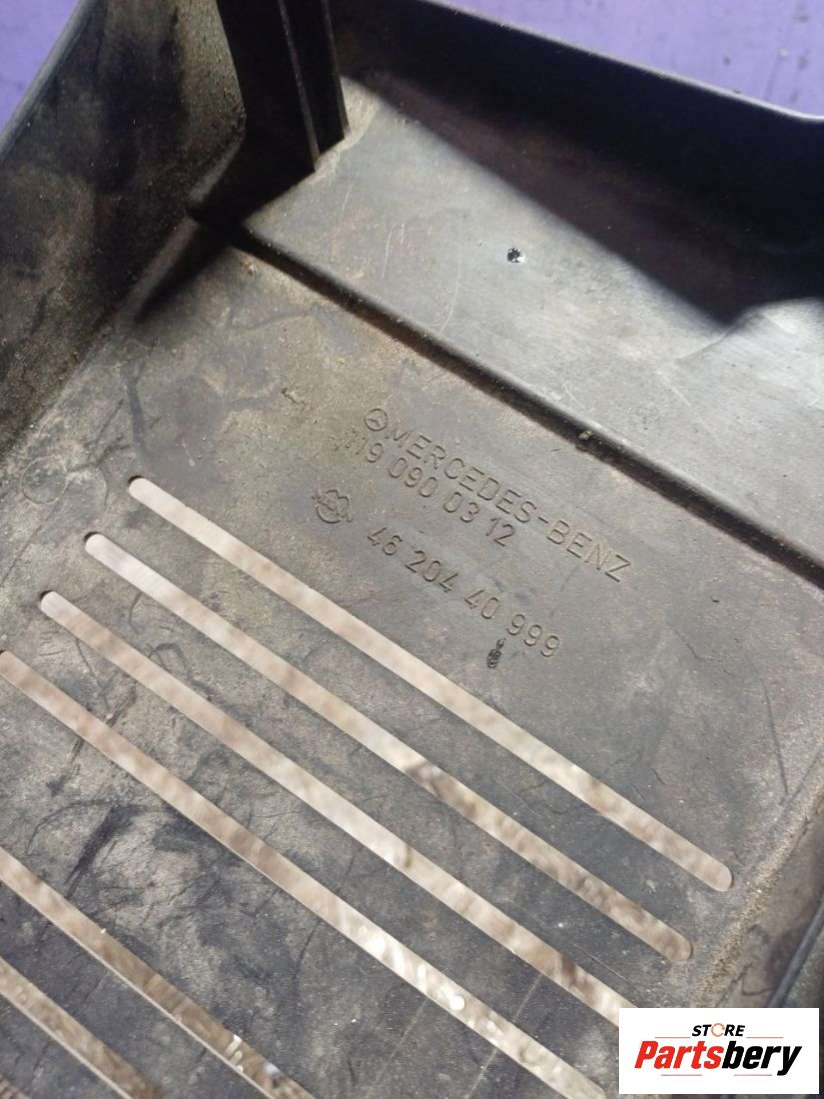 MERCEDES-BENZ
119 090 03 12
46 204 40 999
STORE
Partsbery